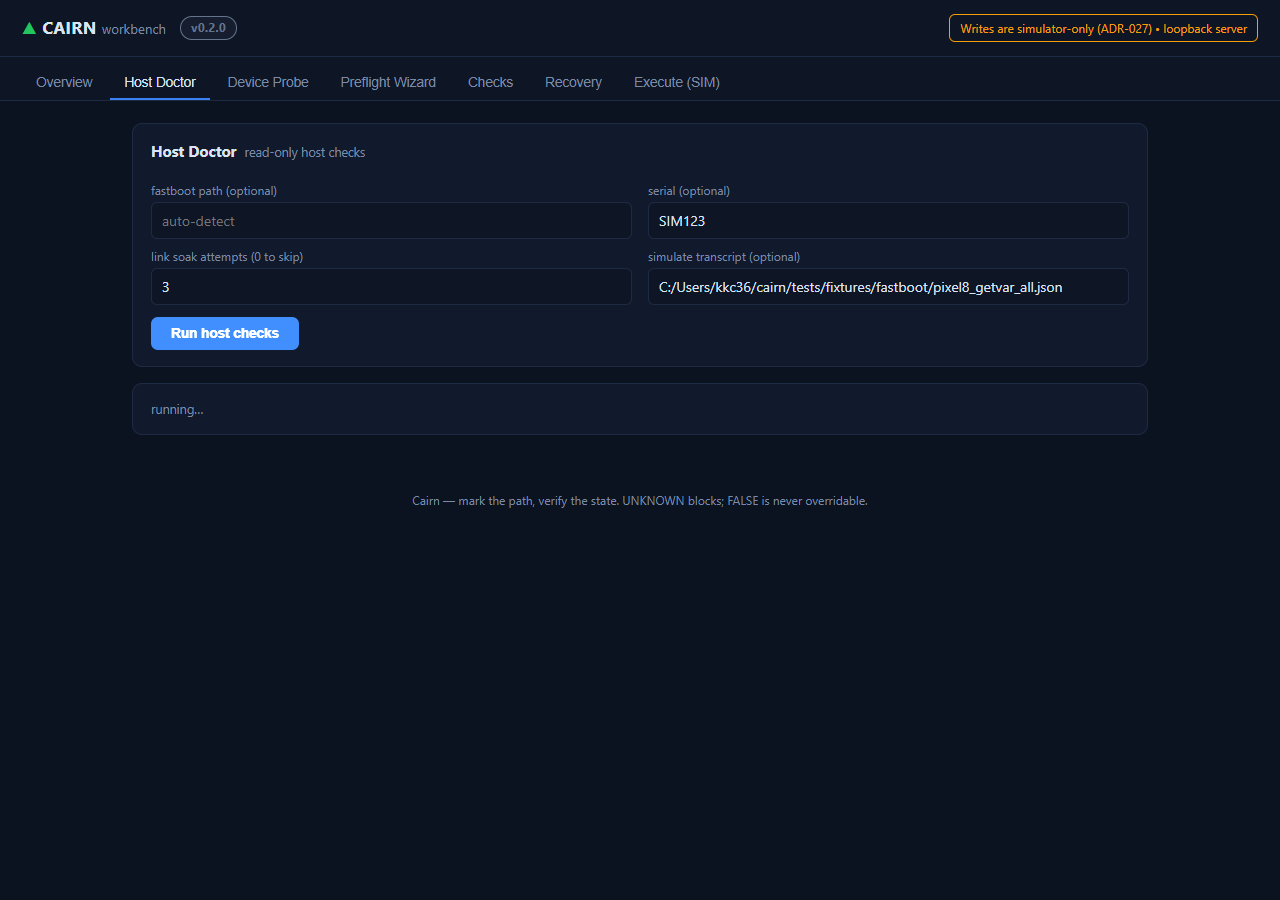 ▲ CAIRN workbench v0.2.0
Writes are simulator-only (ADR-027) • loopback server
Overview Host Doctor Device Probe Preflight Wizard Checks Recovery Execute (SIM)
Host Doctor read-only host checks
fastboot path (optional)
auto-detect
serial (optional)
SIM123
link soak attempts (0 to skip)
3
simulate transcript (optional)
C:/Users/kkc36/cairn/tests/fixtures/fastboot/pixel8_getvar_all.json
Run host checks
running...
Cairn — mark the path, verify the state. UNKNOWN blocks; FALSE is never overridable.